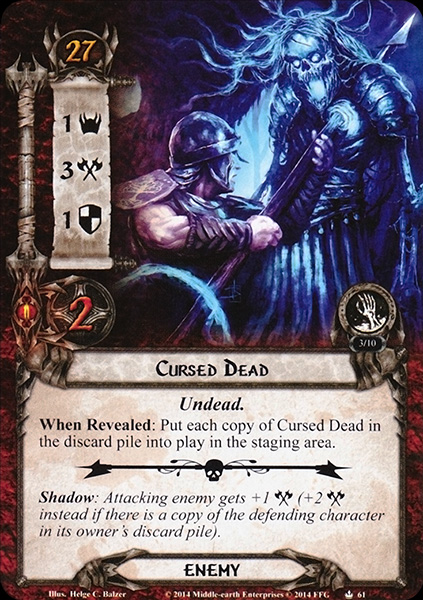 27
1
3
1
2
3/10
CURSED DEAD
Undead.
When Revealed: Put each copy of Cursed Dead in
the discard pile into play in the staging area.
Shadow: Attacking enemy gets +1 (+2
instead if there is a copy of the defending character
in its owner's discard pile).
ENEMY
Illus. Helge C. Balzer © 2014 Middle-earth Enterprises © 2014 FFG 61